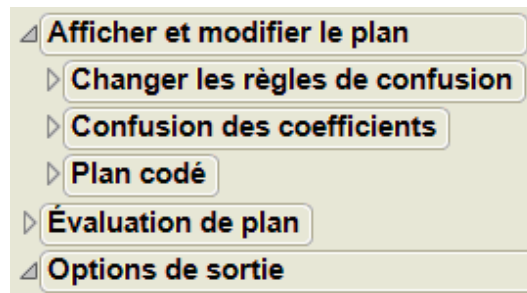 Afficher et modifier le plan
Changer les règles de confusion
Confusion des coefficients
Plan codé
Évaluation de plan
Options de sortie